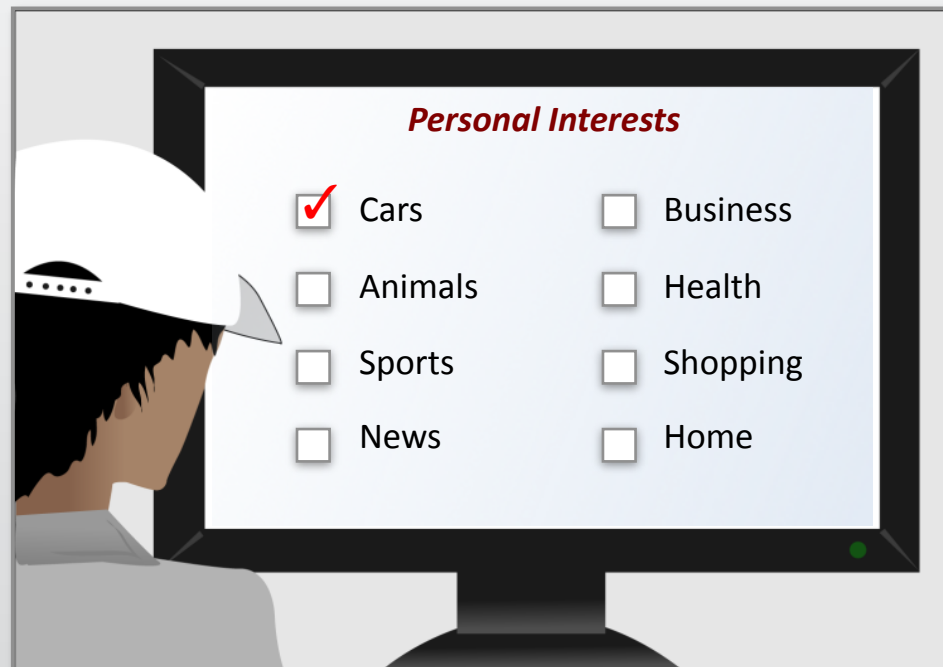 Personal Interests
Cars
Business
Animals
Health
Sports
Shopping
News
Home